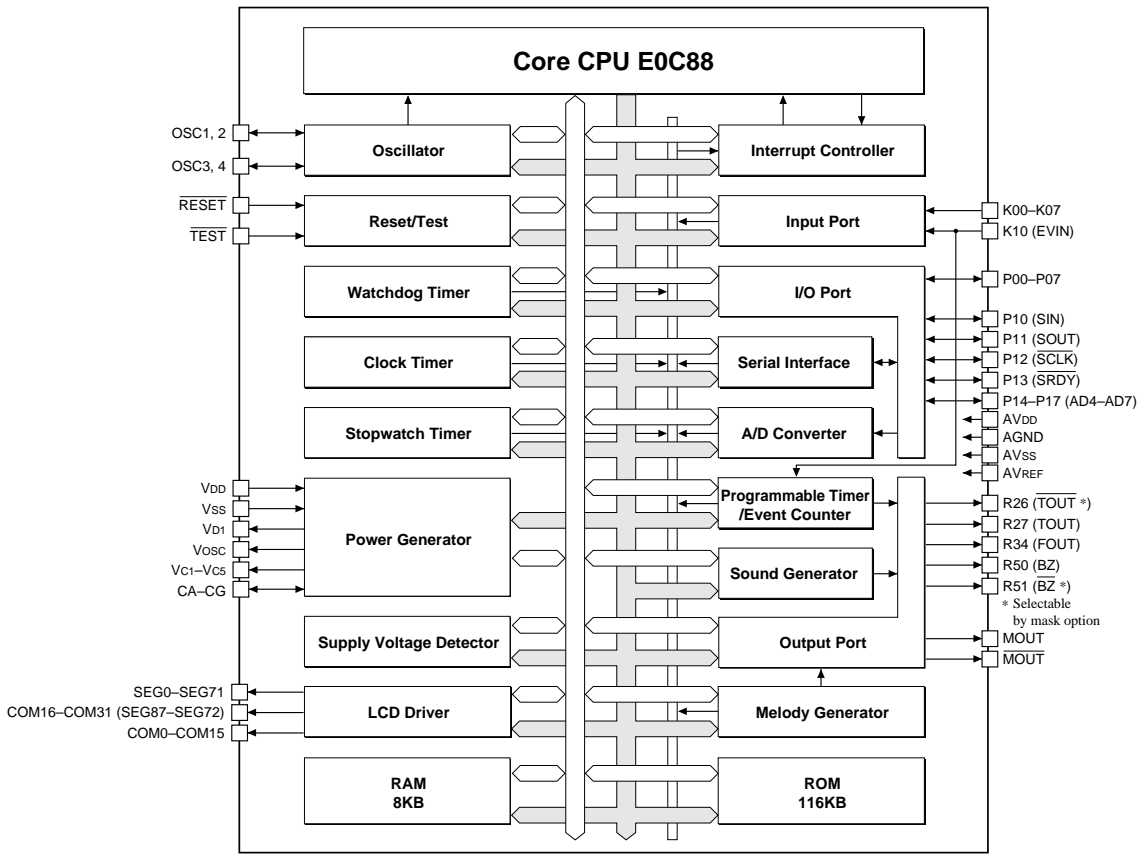 Core CPU E0C88
OSC1, 2
OSC3, 4
Oscillator
Interrupt Controller
RESET
TEST
Reset/Test
Input Port
K00–K07
K10 (EVIN)
Watchdog Timer
I/O Port
P00–P07
P10 (SIN)
P11 (SOUT)
P12 (SCLK)
P13 (SRDY)
P14–P17 (AD4–AD7)
Clock Timer
Serial Interface
Stopwatch Timer
A/D Converter
AVDD
AGND
AVSS
AVREF
VDD
VSS
VD1
VOSC
VC1–VC5
CA–CG
Power Generator
Programmable Timer
/Event Counter
R26 (TOUT *)
R27 (TOUT)
R34 (FOUT)
R50 (BZ)
R51 (BZ *)
* Selectable
by mask option
Sound Generator
Supply Voltage Detector
Output Port
MOUT
MOUT
SEG0–SEG71
COM16–COM31 (SEG87–SEG72)
COM0–COM15
LCD Driver
Melody Generator
RAM
8KB
ROM
116KB